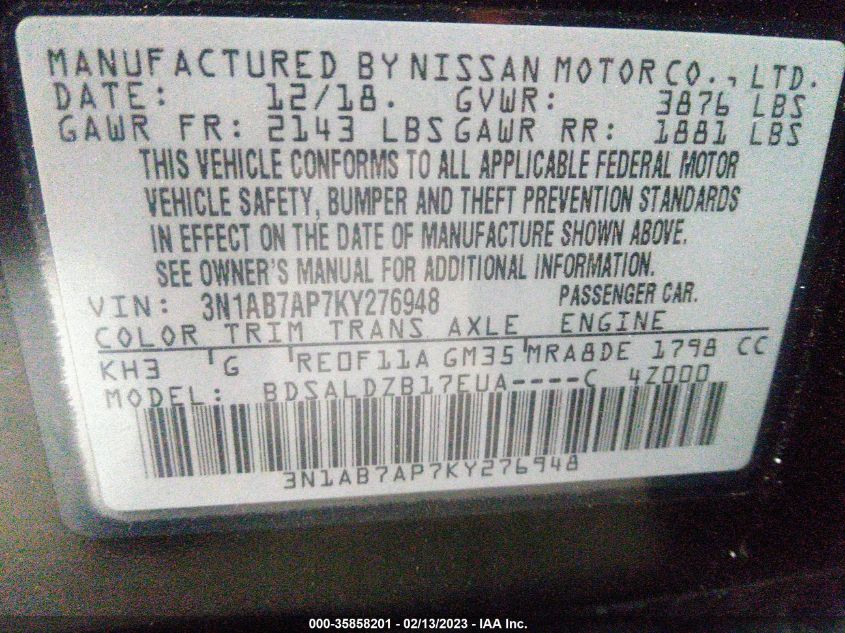 MANUFACTURED BY NISSAN MOTOR CO., LTD.
DATE: 12/18. GVWR: 3876 LBS
GAWR FR: 2143 LBS GAWR RR: 1881 LBS
THIS VEHICLE CONFORMS TO ALL APPLICABLE FEDERAL MOTOR
VEHICLE SAFETY, BUMPER AND THEFT PREVENTION STANDARDS
IN EFFECT ON THE DATE OF MANUFACTURE SHOWN ABOVE.
SEE OWNER'S MANUAL FOR ADDITIONAL INFORMATION.
VIN: 3N1AB7AP7KY276948 PASSENGER CAR.
COLOR TRIM TRANS AXLE ENGINE
KH3 G RE0F11A GM35 MRA8DE 1798 CC
MODEL: BDSALDZB17EUA----C 4Z000
3N1AB7AP7KY276948
000-35858201 - 02/13/2023 - IAA Inc.